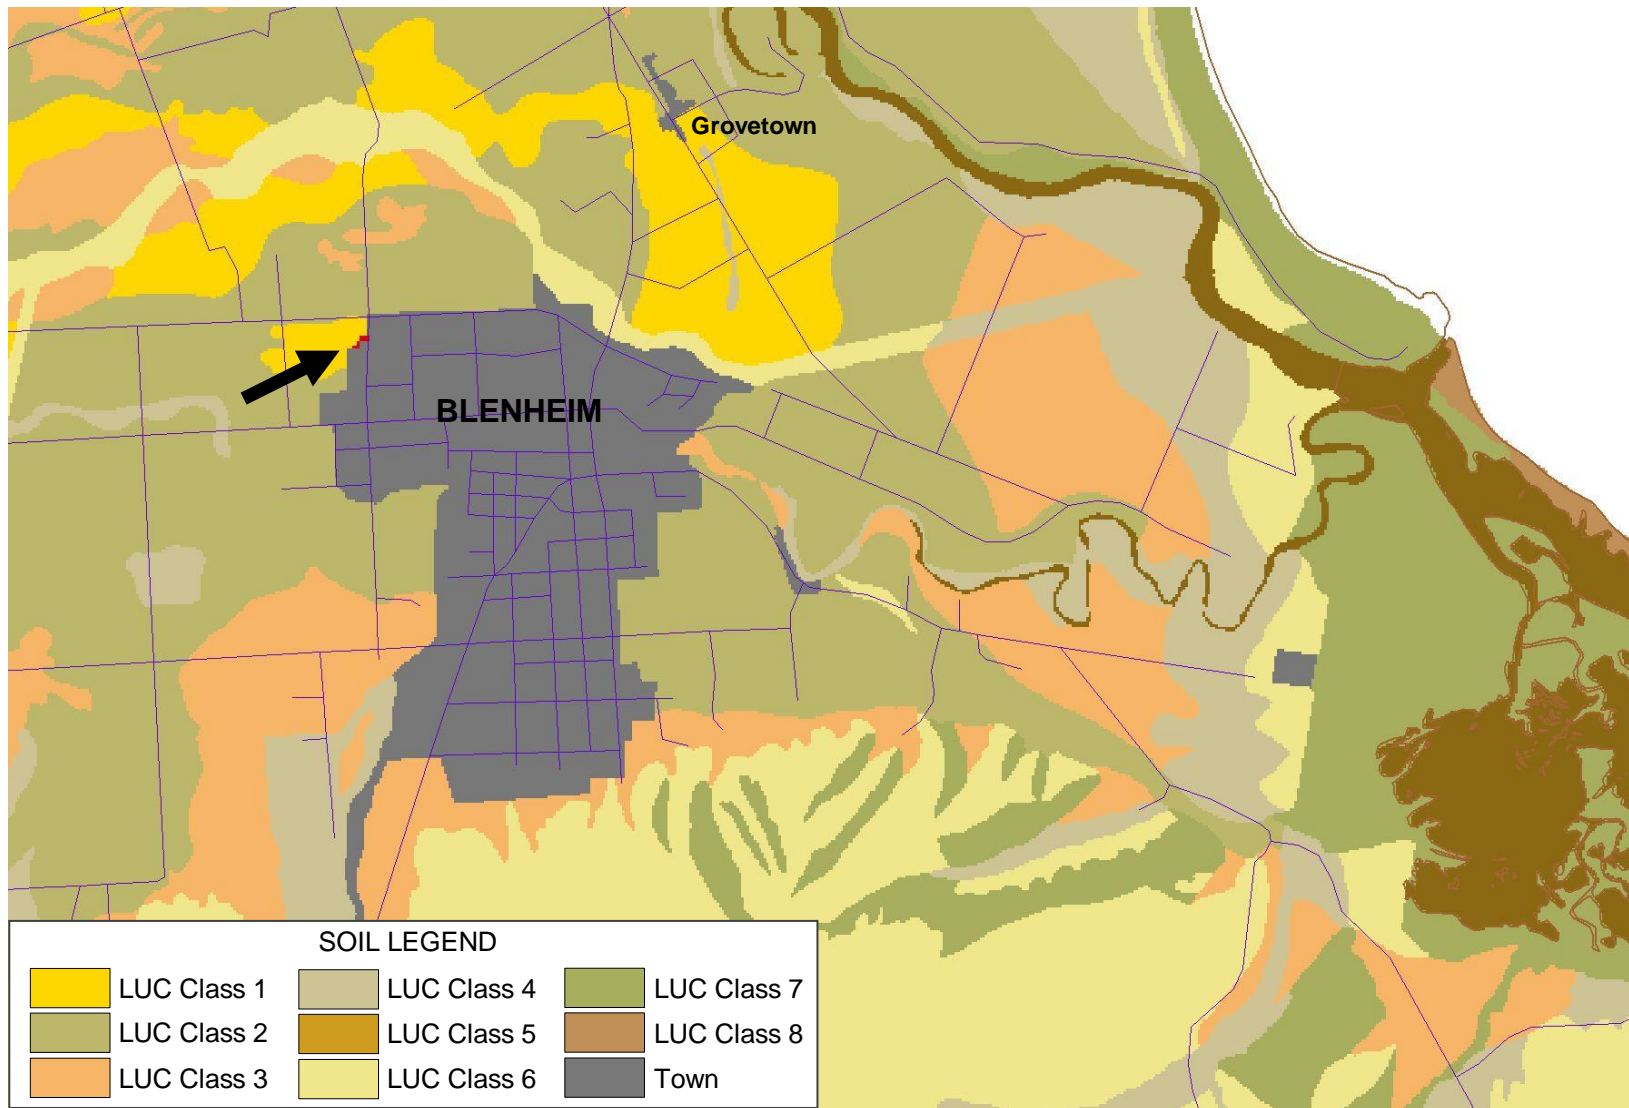 Grovetown
BLENHEIM
SOIL LEGEND
LUC Class 1
LUC Class 4
LUC Class 7
LUC Class 2
LUC Class 5
LUC Class 8
LUC Class 3
LUC Class 6
Town